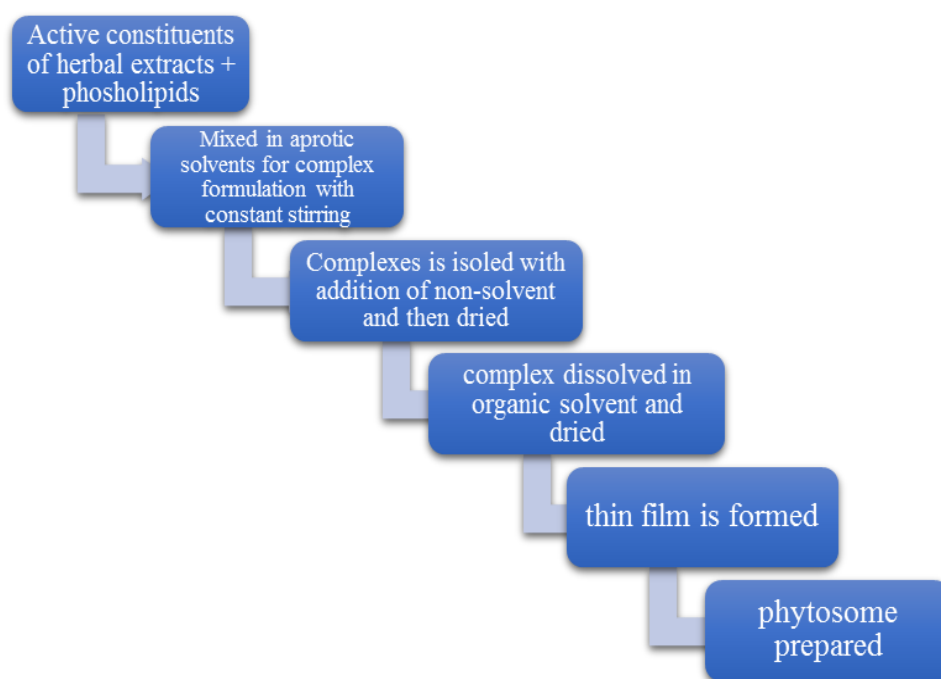 Active constituents
of herbal extracts +
phosholipids
Mixed in aprotic
solvents for complex
formulation with
constant stirring
Complexes is isoled with
addition of non-solvent
and then dried
complex dissolved in
organic solvent and
dried
thin film is formed
phytosome
prepared